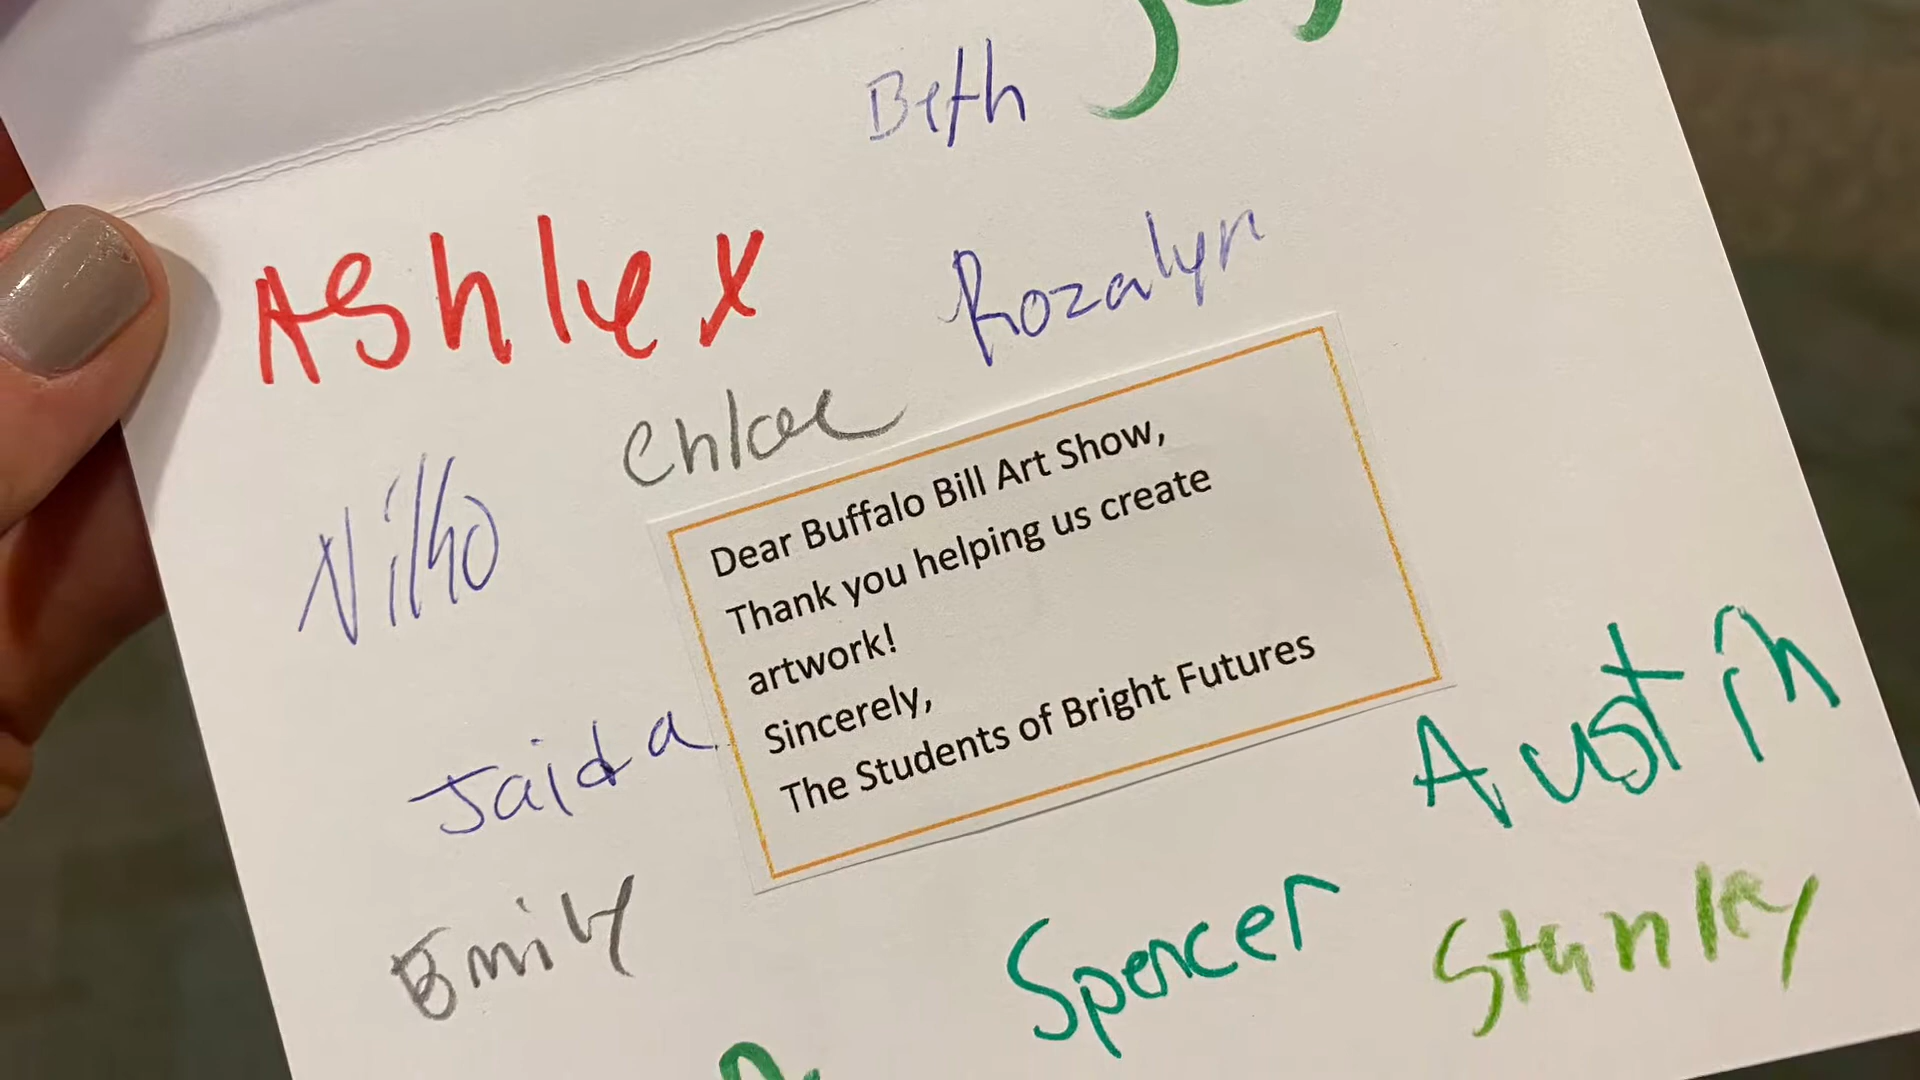 Beth
Ashley
Rozalyn
Chloe
Dear Buffalo Bill Art Show,
Thank you helping us create
artwork!
Sincerely,
The Students of Bright Futures
Jaida
Austin
Emily
Spencer
Stanley